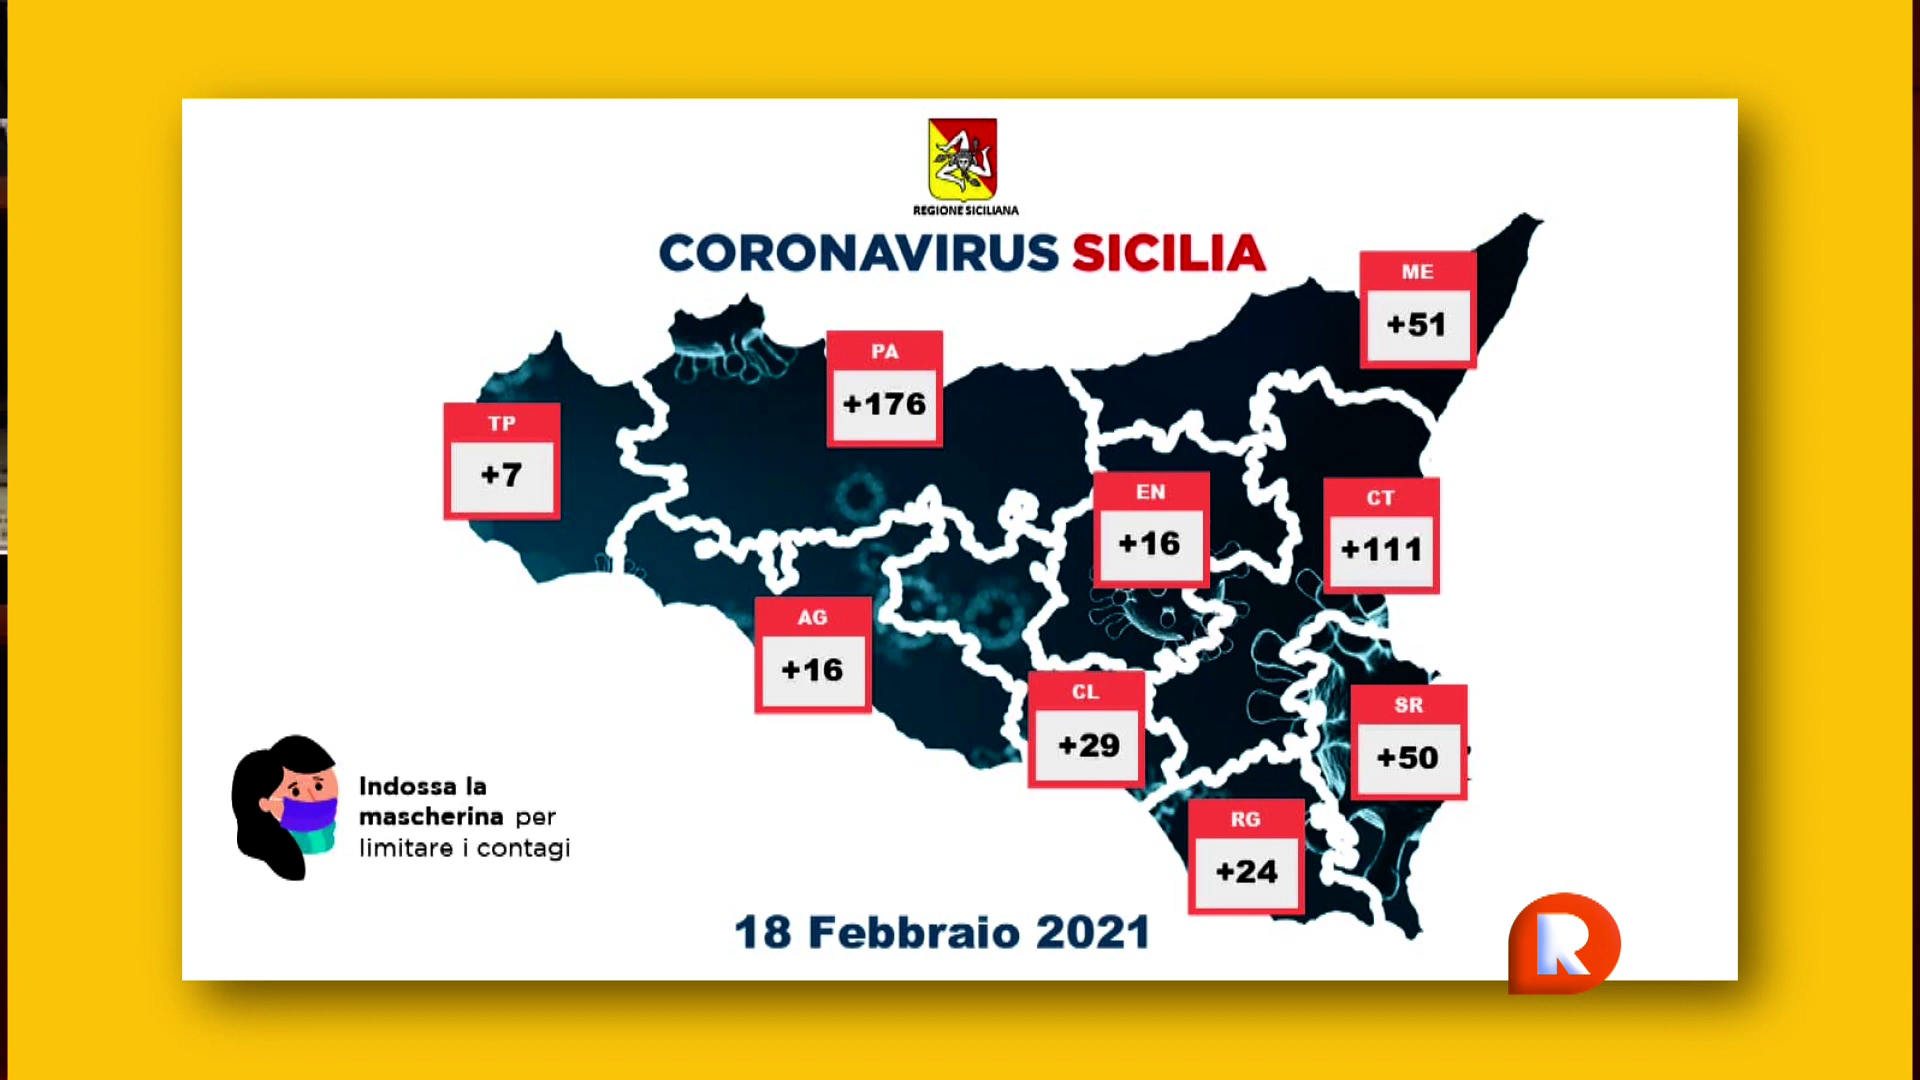 REGIONE SICILIANA
CORONAVIRUS SICILIA
ME
+51
PA
+176
TP
+7
EN
+16
CT
+111
AG
+16
CL
+29
SR
+50
RG
+24
Indossa la
mascherina per
limitare i contagi
18 Febbraio 2021
R